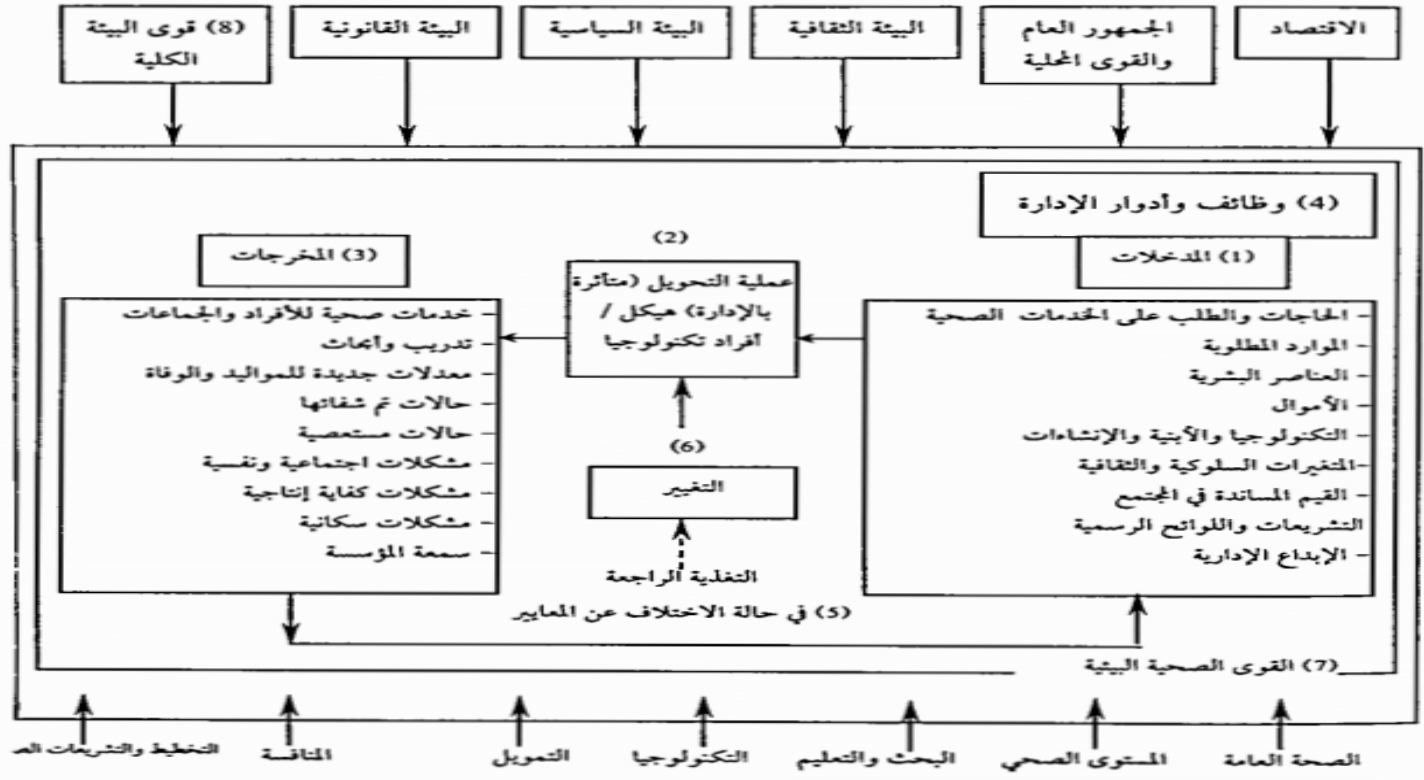 الاقتصاد
الجمهور العام
والقوى المحلية
البيئة الثقافية
البيئة السياسية
البيئة القانونية
(8) قوى البيئة
الكلية
(4) وظائف وأدوار الإدارة
(1) المدخلات
- الحاجات والطلب على الخدمات الصحية
- الموارد المطلوبة
- العناصر البشرية
- الأموال
- التكنولوجيا والأبنية والإنشاءات
-المتغيرات السلوكية والثقافية
- القيم المساندة في المجتمع
التشريعات واللوائح الرسمية
- الإبداع الإدارية
(2)
عملية التحويل (متأثرة
بالإدارة) هيكل /
أفراد تكنولوجيا
(6)
التغيير
التغذية الراجعة
(5) في حالة الاختلاف عن المعايير
(3) المخرجات
- خدمات صحية للأفراد والجماعات
- تدريب وأبحاث
- معدلات جديدة للمواليد والوفاة
- حالات تم شفائها
- حالات مستعصية
- مشكلات اجتماعية ونفسية
- مشكلات كفاية إنتاجية
- مشكلات سكانية
- سمعة المؤسسة
(7) القوى الصحية البيئية
الصحة العامة
المستوى الصحي
البحث والتعليم
التكنولوجيا
التمويل
المنافسة
التخطيط والتشريعات